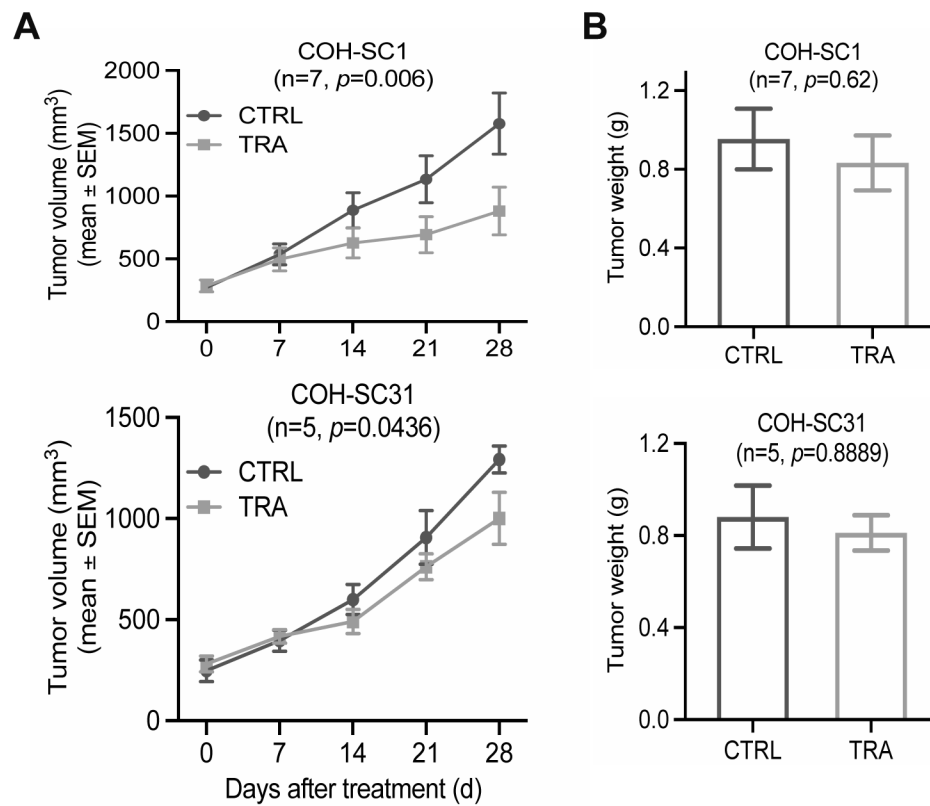 A
COH-SC1
(n=7, p=0.006)
Tumor volume (mm³)
(mean ± SEM)
2000
1500
1000
500
0
CTRL
TRA
0 7 14 21 28
COH-SC31
(n=5, p=0.0436)
Tumor volume (mm³)
(mean ± SEM)
1500
1000
500
0
CTRL
TRA
0 7 14 21 28
Days after treatment (d)
B
COH-SC1
(n=7, p=0.62)
Tumor weight (g)
1.2
0.8
0.4
0.0
CTRL TRA
COH-SC31
(n=5, p=0.8889)
Tumor weight (g)
1.2
0.8
0.4
0.0
CTRL TRA